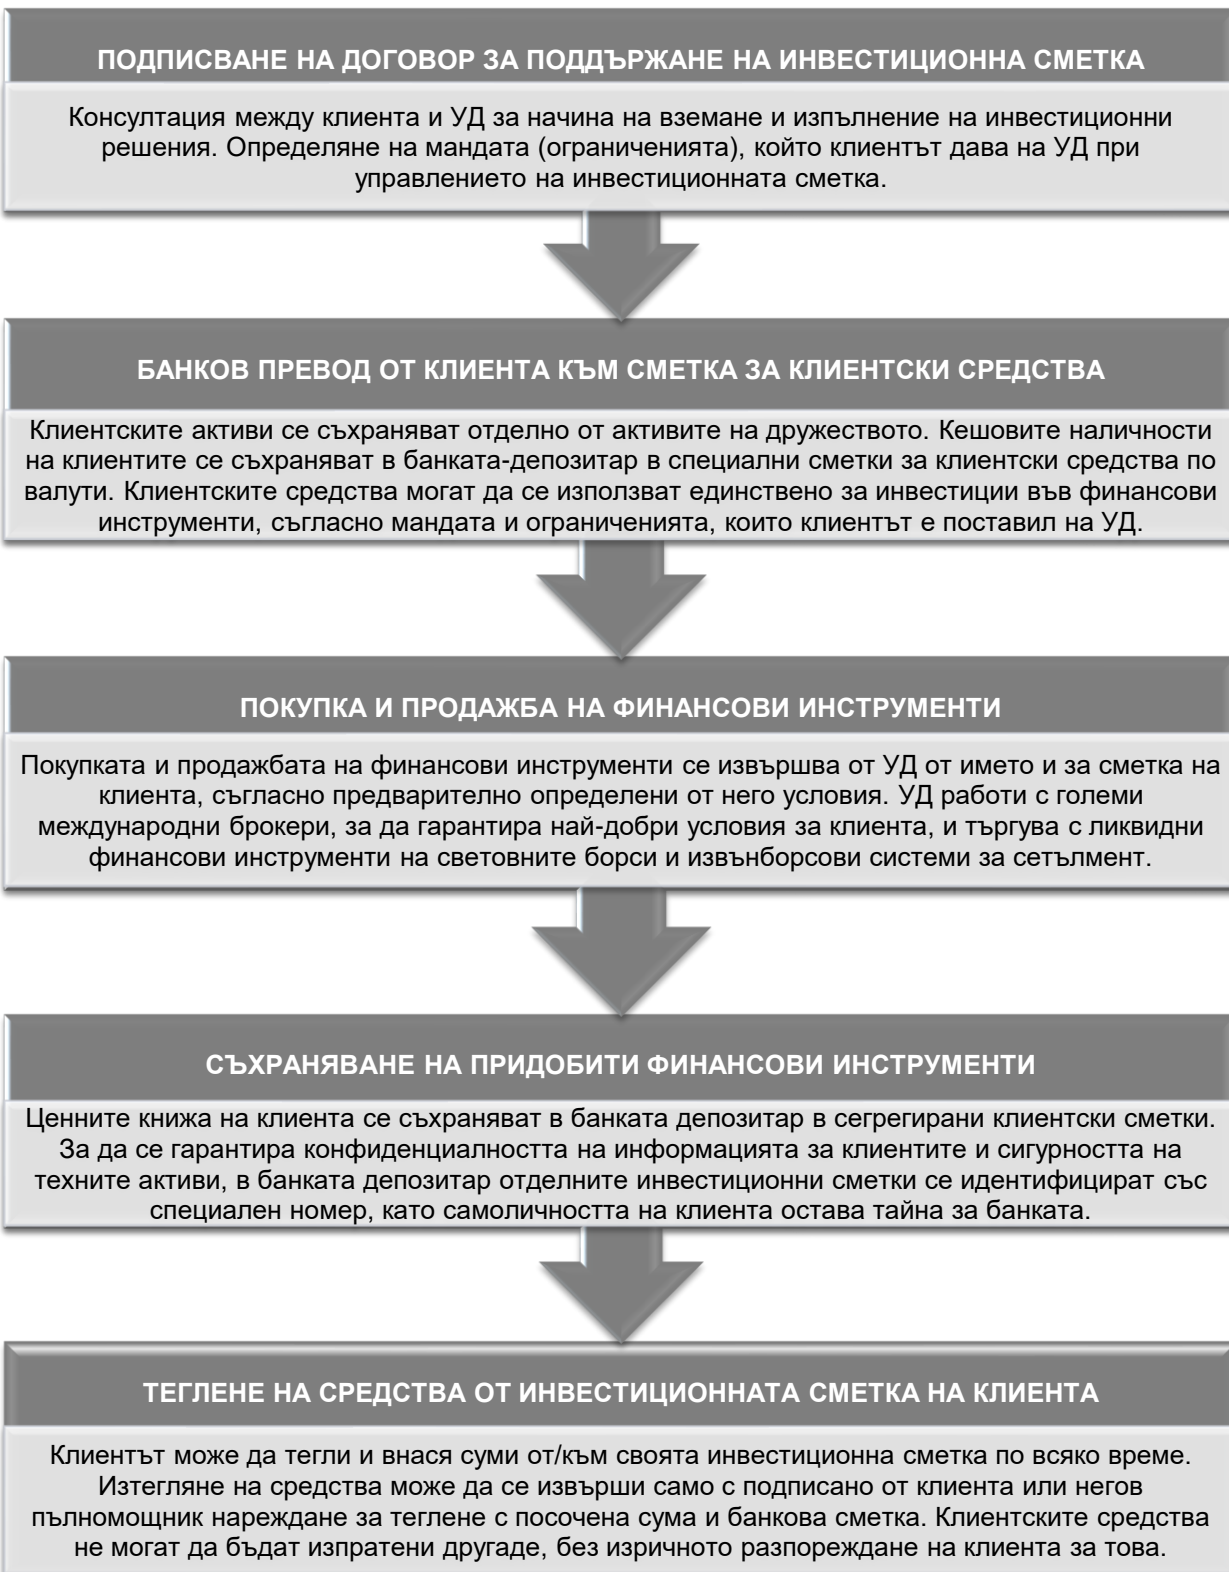 ПОДПИСВАНЕ НА ДОГОВОР ЗА ПОДДЪРЖАНЕ НА ИНВЕСТИЦИОННА СМЕТКА
Консултация между клиента и УД за начина на вземане и изпълнение на инвестиционни
решения. Определяне на мандата (ограниченията), който клиентът дава на УД при
управлението на инвестиционната сметка.
БАНКОВ ПРЕВОД ОТ КЛИЕНТА КЪМ СМЕТКА ЗА КЛИЕНТСКИ СРЕДСТВА
Клиентските активи се съхраняват отделно от активите на дружеството. Кешовите наличности
на клиентите се съхраняват в банката-депозитар в специални сметки за клиентски средства по
валути. Клиентските средства могат да се използват единствено за инвестиции във финансови
инструменти, съгласно мандата и ограниченията, които клиентът е поставил на УД.
ПОКУПКА И ПРОДАЖБА НА ФИНАНСОВИ ИНСТРУМЕНТИ
Покупката и продажбата на финансови инструменти се извършва от УД от името и за сметка на
клиента, съгласно предварително определени от него условия. УД работи с големи
международни брокери, за да гарантира най-добри условия за клиента, и търгува с ликвидни
финансови инструменти на световните борси и извънборсови системи за сетълмент.
СЪХРАНЯВАНЕ НА ПРИДОБИТИ ФИНАНСОВИ ИНСТРУМЕНТИ
Ценните книжа на клиента се съхраняват в банката депозитар в сегрегирани клиентски сметки.
За да се гарантира конфиденциалността на информацията за клиентите и сигурността на
техните активи, в банката депозитар отделните инвестиционни сметки се идентифицират със
специален номер, като самоличността на клиента остава тайна за банката.
ТЕГЛЕНЕ НА СРЕДСТВА ОТ ИНВЕСТИЦИОННАТА СМЕТКА НА КЛИЕНТА
Клиентът може да тегли и внася суми от/към своята инвестиционна сметка по всяко време.
Изтегляне на средства може да се извърши само с подписано от клиента или негов
пълномощник нареждане за теглене с посочена сума и банкова сметка. Клиентските средства
не могат да бъдат изпратени другаде, без изричното разпореждане на клиента за това.